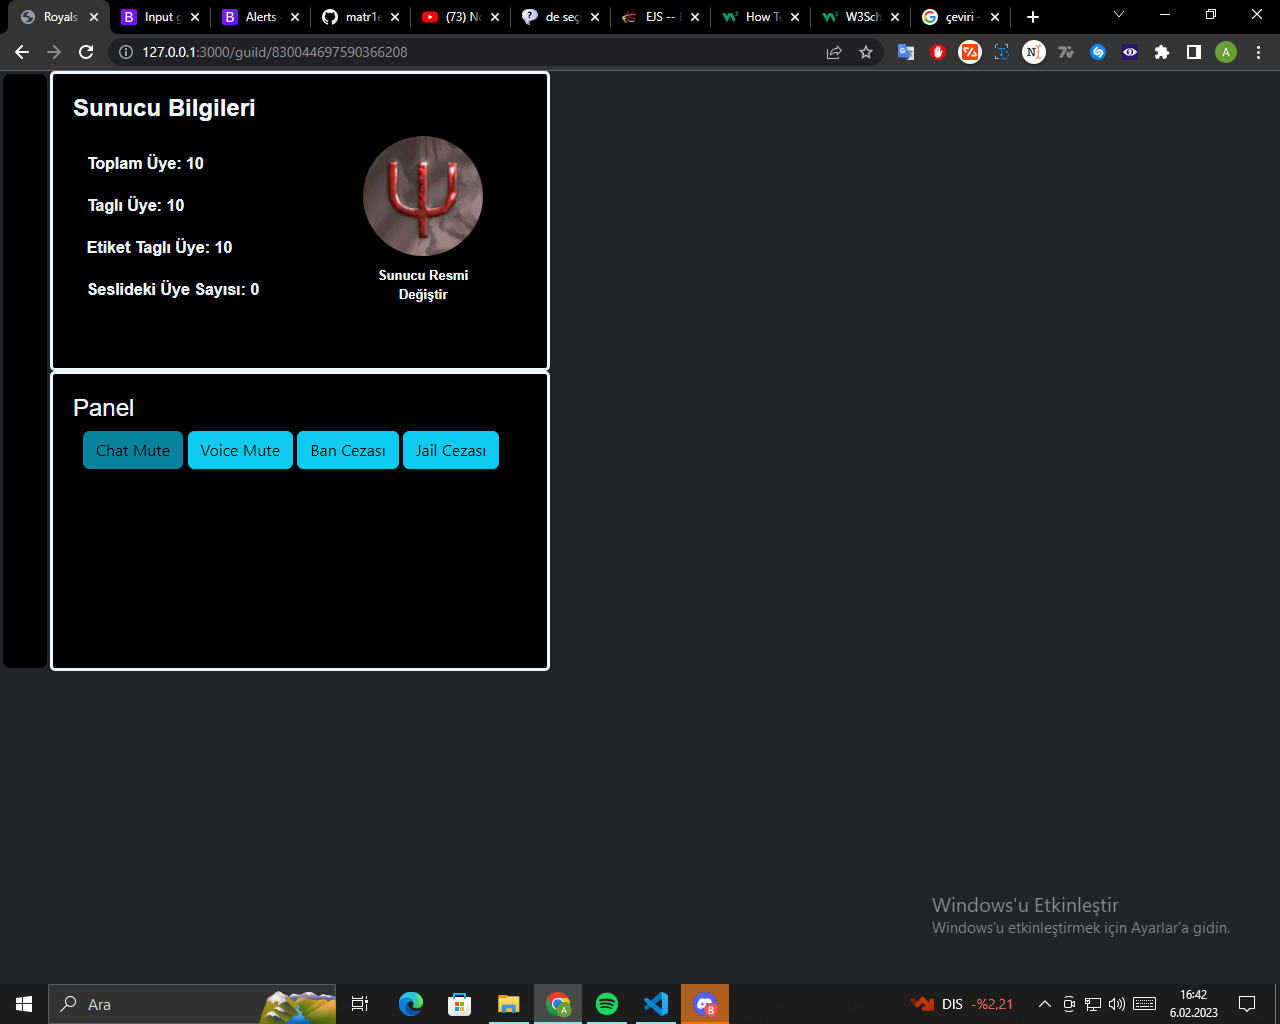 Royals
Input g
Alerts
matr1e
(73) N
de seçi
EJS --
How T
W3Sch
çeviri -
127.0.0.1:3000/guild/830044697590366208
A
Sunucu Bilgileri
Toplam Üye: 10
Taglı Üye: 10
Etiket Taglı Üye: 10
Seslideki Üye Sayısı: 0
Sunucu Resmi
Değiştir
Panel
Chat Mute
Voice Mute
Ban Cezası
Jail Cezası
Windows'u Etkinleştir
Windows'u etkinleştirmek için Ayarlar'a gidin.
Ara
DIS -%2,21
16:42
6.02.2023